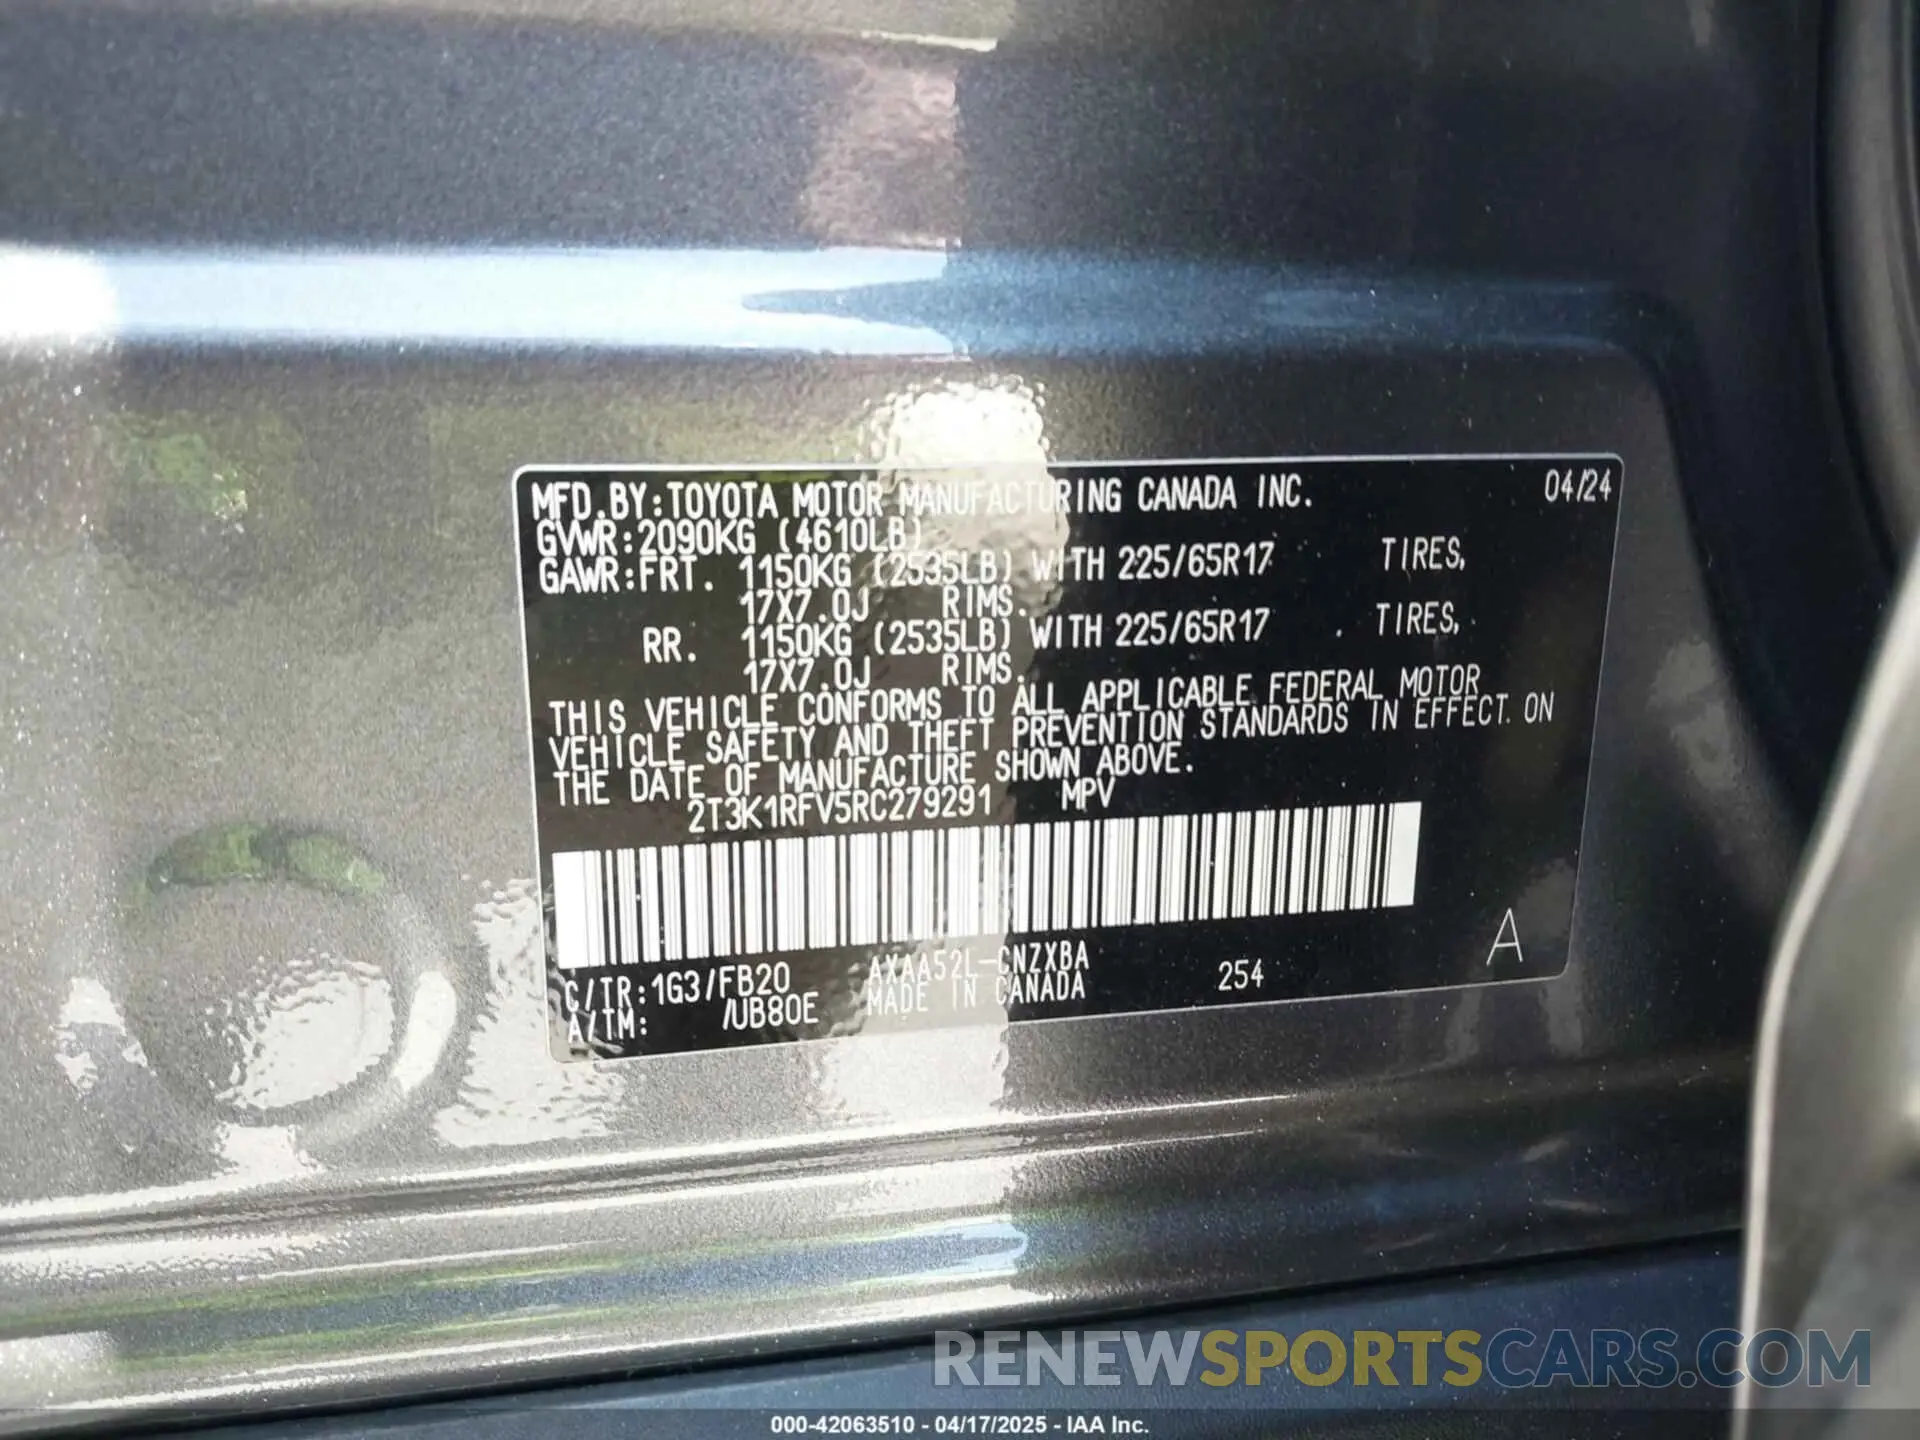 MFD.BY:TOYOTA MOTOR MANUFACTURING CANADA INC. 04/24
GVWR:2090KG (4610LB)
GAWR:FRT. 1150KG (2535LB) WITH 225/65R17 TIRES,
17X7.0J RIMS.
RR. 1150KG (2535LB) WITH 225/65R17 . TIRES,
17X7.0J RIMS.
THIS VEHICLE CONFORMS TO ALL APPLICABLE FEDERAL MOTOR
VEHICLE SAFETY AND THEFT PREVENTION STANDARDS IN EFFECT. ON
THE DATE OF MANUFACTURE SHOWN ABOVE.
2T3K1RFV5RC279291 MPV
C/TR:1G3/FB20 AXAA52L-CNZXBA 254 A
A/TM: /UB80E MADE IN CANADA
RENEWSPORTSCARS.COM
000-42063510 - 04/17/2025 - IAA Inc.